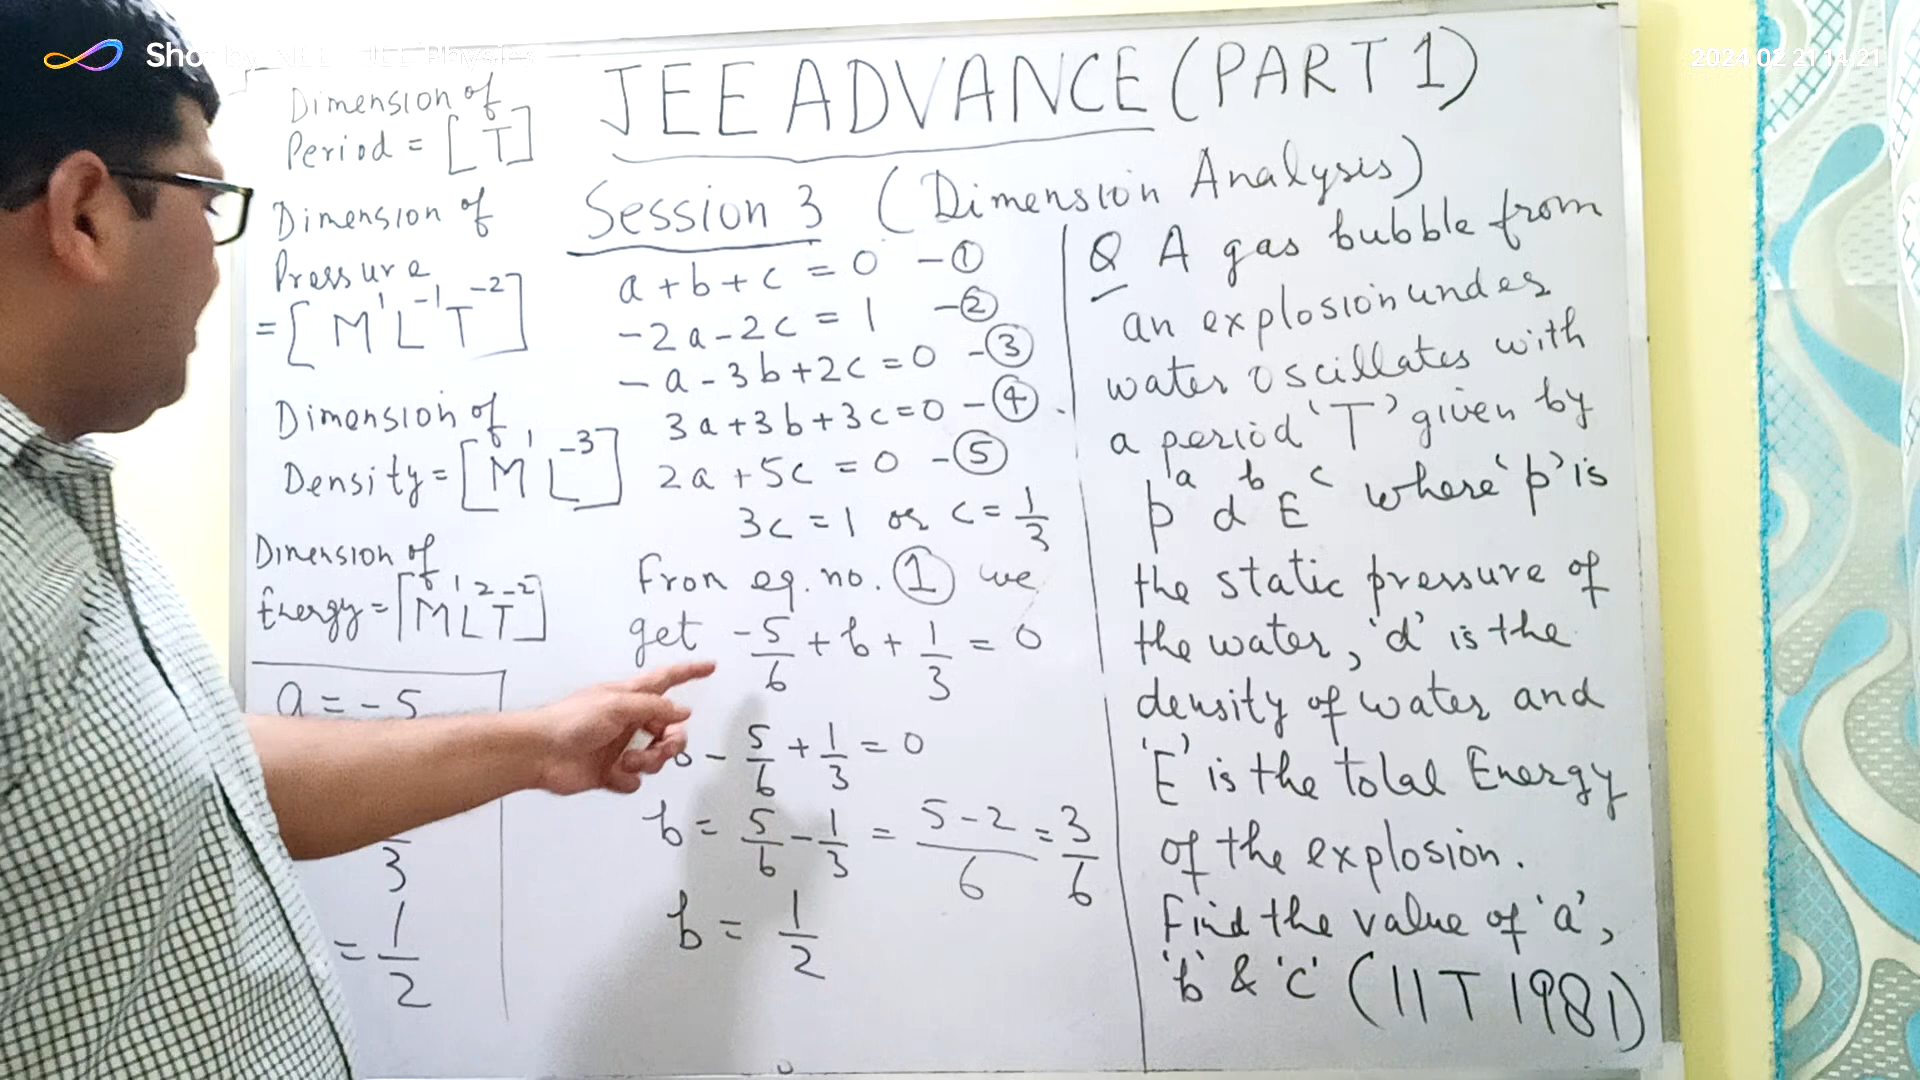 Shot by NEET JEE Physics
2024 02 21 14:21
JEE ADVANCE (PART 1)
Session 3 (Dimension Analysis)
Dimension of
Period = [T]
Dimension of
Pressure
= [M¹L⁻¹T⁻²]
Dimension of
Density = [M¹L⁻³]
Dimension of
Energy = [M¹L²T⁻²]
a = -5
3
= 1/2
a + b + c = 0 - ①
-2a - 2c = 1 - ②
-a - 3b + 2c = 0 - ③
3a + 3b + 3c = 0 - ④
2a + 5c = 0 - ⑤
3c = 1 or c = 1/3
From eq. no. ① we
get -5/6 + b + 1/3 = 0
b - 5/6 + 1/3 = 0
b = 5/6 - 1/3 = (5-2)/6 = 3/6
b = 1/2
Q A gas bubble from
an explosion under
water oscillates with
a period 'T' given by
pᵃ dᵇ Eᶜ where 'p' is
the static pressure of
the water, 'd' is the
density of water and
'E' is the total Energy
of the explosion.
Find the value of 'a',
'b' & 'c' (IIT 1981)